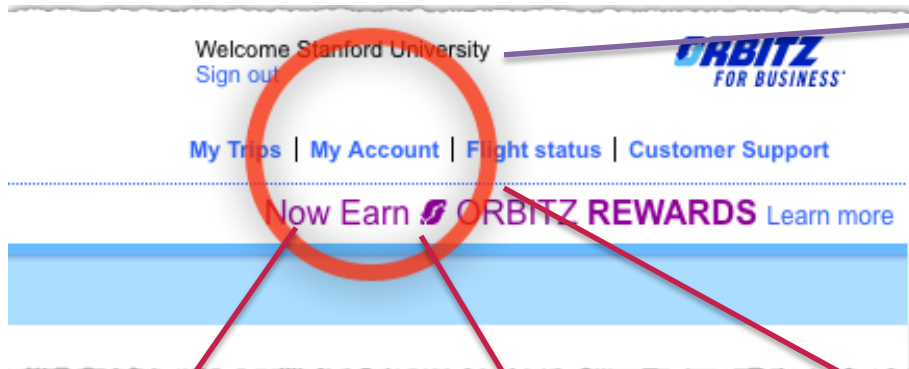 Welcome Stanford University
Sign out
ORBITZ
FOR BUSINESS
My Trips | My Account | Flight status | Customer Support
Now Earn ORBITZ REWARDS Learn more